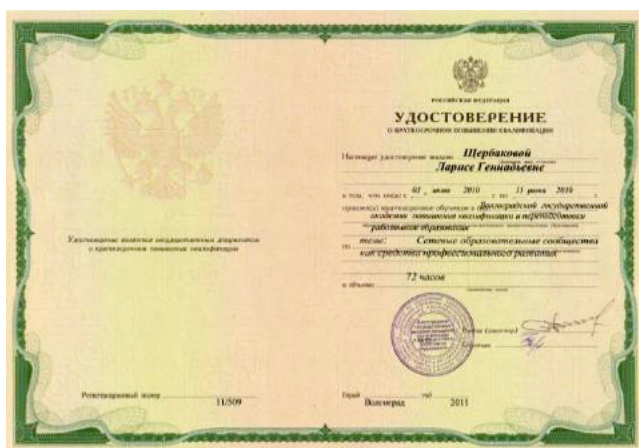 Удостоверение является государственным документом
о краткосрочном повышении квалификации
Регистрационный номер
11/509
РОССИЙСКАЯ ФЕДЕРАЦИЯ
УДОСТОВЕРЕНИЕ
О КРАТКОСРОЧНОМ ПОВЫШЕНИИ КВАЛИФИКАЦИИ
Настоящее удостоверение выдано Щербаковой
Ларисе Геннадьевне
в том, что он(а) с 2010 г. по 11 2010 г.
прошел(а) краткосрочное обучение в Волгоградской государственной
академии повышения квалификации и переподготовки
работников образования
по теме: Сетевые образовательные сообщества
как средство профессионального развития
в объеме 72 часов
Ректор (директор)
Секретарь
Город Волгоград год 2011